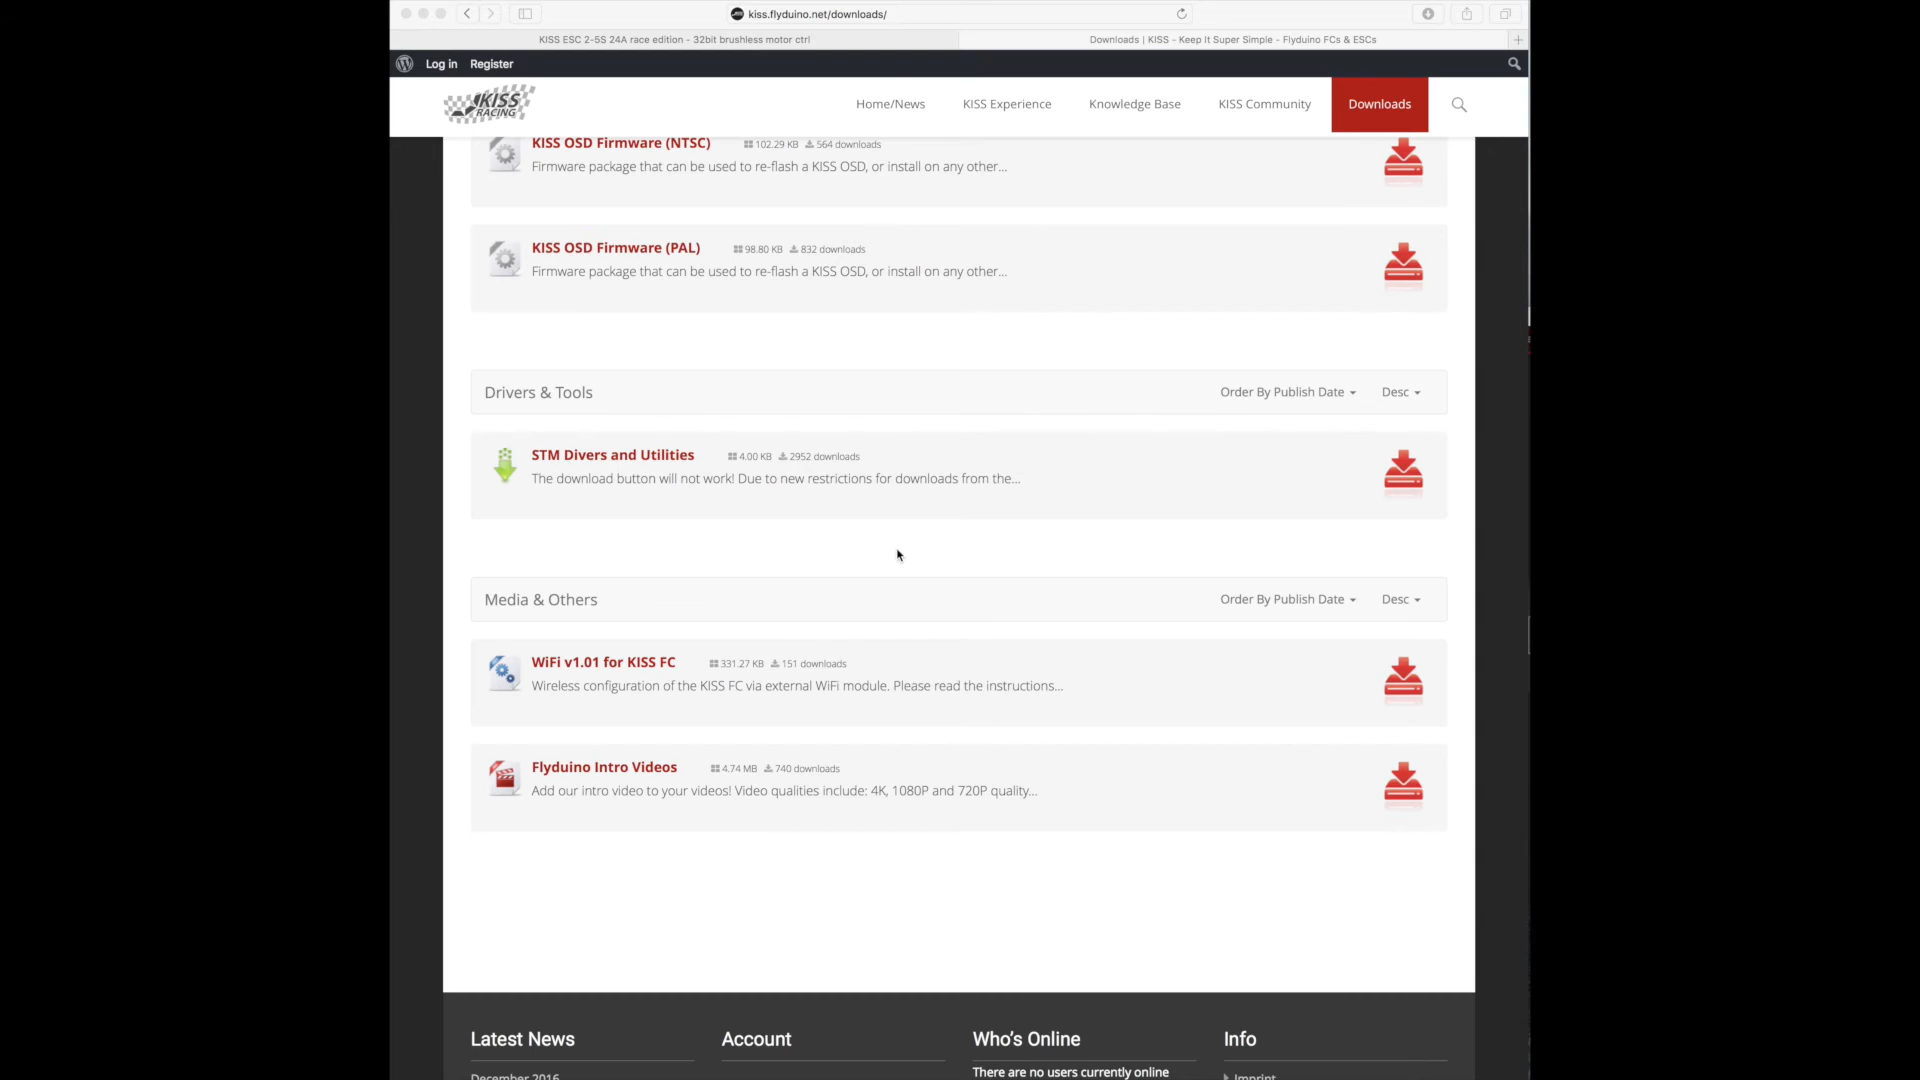 kiss.flyduino.net/downloads/
KISS ESC 2-5S 24A race edition - 32bit brushless motor ctrl
Downloads | KISS - Keep It Super Simple - Flyduino FCs & ESCs
Log in Register
KISS RACING
Home/News KISS Experience Knowledge Base KISS Community Downloads
KISS OSD Firmware (NTSC) 102.29 KB 564 downloads
Firmware package that can be used to re-flash a KISS OSD, or install on any other...
KISS OSD Firmware (PAL) 98.80 KB 832 downloads
Firmware package that can be used to re-flash a KISS OSD, or install on any other...
Drivers & Tools Order By Publish Date Desc
STM Divers and Utilities 4.00 KB 2952 downloads
The download button will not work! Due to new restrictions for downloads from the...
Media & Others Order By Publish Date Desc
WiFi v1.01 for KISS FC 331.27 KB 151 downloads
Wireless configuration of the KISS FC via external WiFi module. Please read the instructions...
Flyduino Intro Videos 4.74 MB 740 downloads
Add our intro video to your videos! Video qualities include: 4K, 1080P and 720P quality...
Latest News Account Who's Online Info
There are no users currently online
December 2016 Imprint